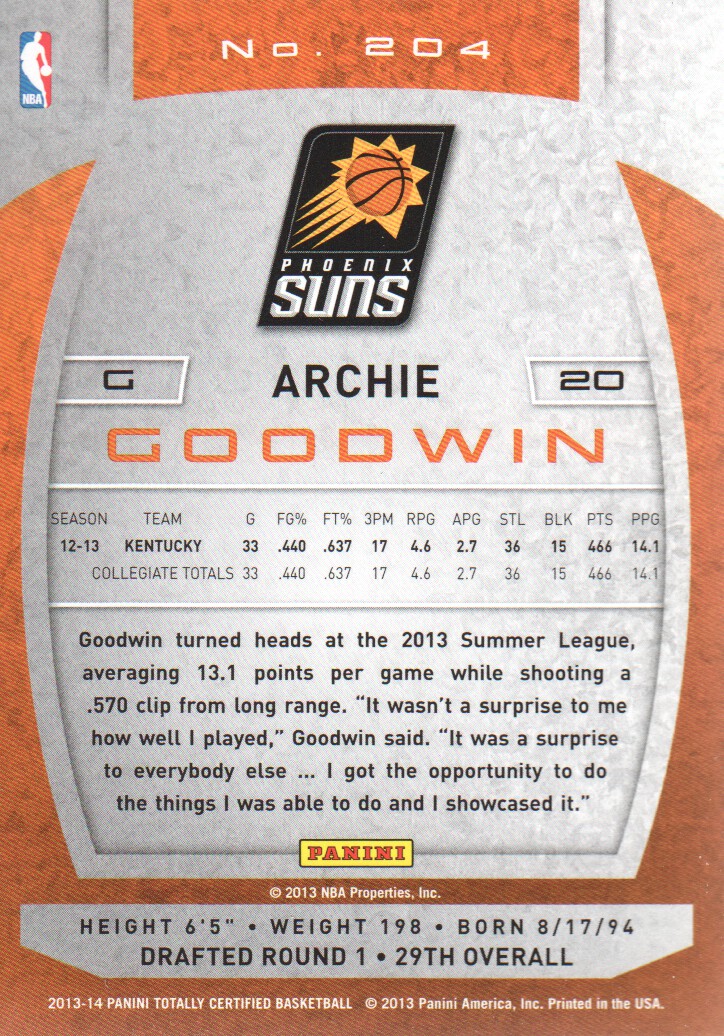 No. 204
NBA
PHOENIX
SUNS
G ARCHIE 20
GOODWIN
SEASON TEAM G FG% FT% 3PM RPG APG STL BLK PTS PPG
12-13 KENTUCKY 33 .440 .637 17 4.6 2.7 36 15 466 14.1
COLLEGIATE TOTALS 33 .440 .637 17 4.6 2.7 36 15 466 14.1
Goodwin turned heads at the 2013 Summer League,
averaging 13.1 points per game while shooting a
.570 clip from long range. “It wasn’t a surprise to me
how well I played,” Goodwin said. “It was a surprise
to everybody else ... I got the opportunity to do
the things I was able to do and I showcased it.”
PANINI
© 2013 NBA Properties, Inc.
HEIGHT 6'5" • WEIGHT 198 • BORN 8/17/94
DRAFTED ROUND 1 • 29TH OVERALL
2013-14 PANINI TOTALLY CERTIFIED BASKETBALL © 2013 Panini America, Inc. Printed in the USA.